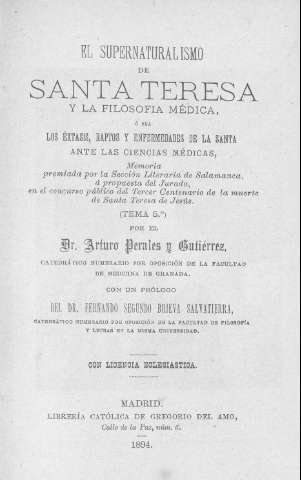 EL SUPERNATURALISMO
DE
SANTA TERESA
Y LA FILOSOFIA MÉDICA,
Ó SEA
LOS ÉXTASIS, RAPTOS Y ENFERMEDADES DE LA SANTA
ANTE LAS CIENCIAS MÉDICAS,
Memoria
premiada por la Sección Literaria de Salamanca,
á propuesta del Jurado,
en el concurso público del Tercer Centenario de la muerte
de Santa Teresa de Jesús.
(TEMA 5.º)
POR EL
Dr. Arturo Perales y Gutiérrez,
CATEDRÁTICO NUMERARIO POR OPOSICIÓN DE LA FACULTAD
DE MEDICINA DE GRANADA.
CON UN PRÓLOGO
DEL DR. FERNANDO SEGUNDO BRIEVA SALVATIERRA,
CATEDRÁTICO NUMERARIO POR OPOSICIÓN EN LA FACULTAD DE FILOSOFÍA
Y LETRAS EN LA MISMA UNIVERSIDAD.
CON LICENCIA ECLESIASTICA.
MADRID.
LIBRERÍA CATÓLICA DE GREGORIO DEL AMO,
Calle de la Paz, núm. 6.
1894.